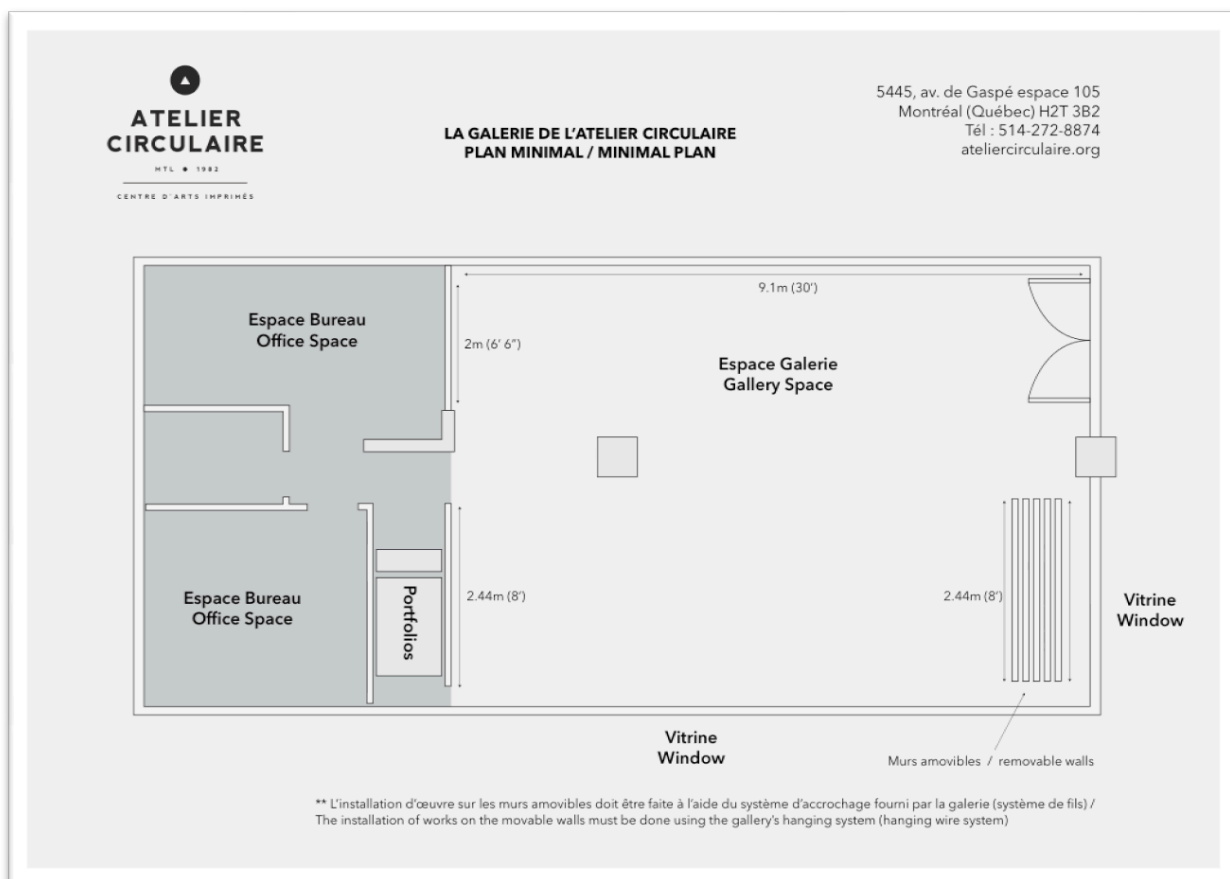 ATELIER
CIRCULAIRE
MTL ● 1982
CENTRE D'ARTS IMPRIMÉS
LA GALERIE DE L'ATELIER CIRCULAIRE
PLAN MINIMAL / MINIMAL PLAN
5445, av. de Gaspé espace 105
Montréal (Québec) H2T 3B2
Tél : 514-272-8874
ateliercirculaire.org
9.1m (30')
Espace Bureau
Office Space
2m (6' 6")
Espace Galerie
Gallery Space
Espace Bureau
Office Space
Portfolios
2.44m (8')
2.44m (8')
Vitrine
Window
Vitrine
Window
Murs amovibles / removable walls
** L'installation d'œuvre sur les murs amovibles doit être faite à l'aide du système d'accrochage fourni par la galerie (système de fils) /
The installation of works on the movable walls must be done using the gallery's hanging system (hanging wire system)